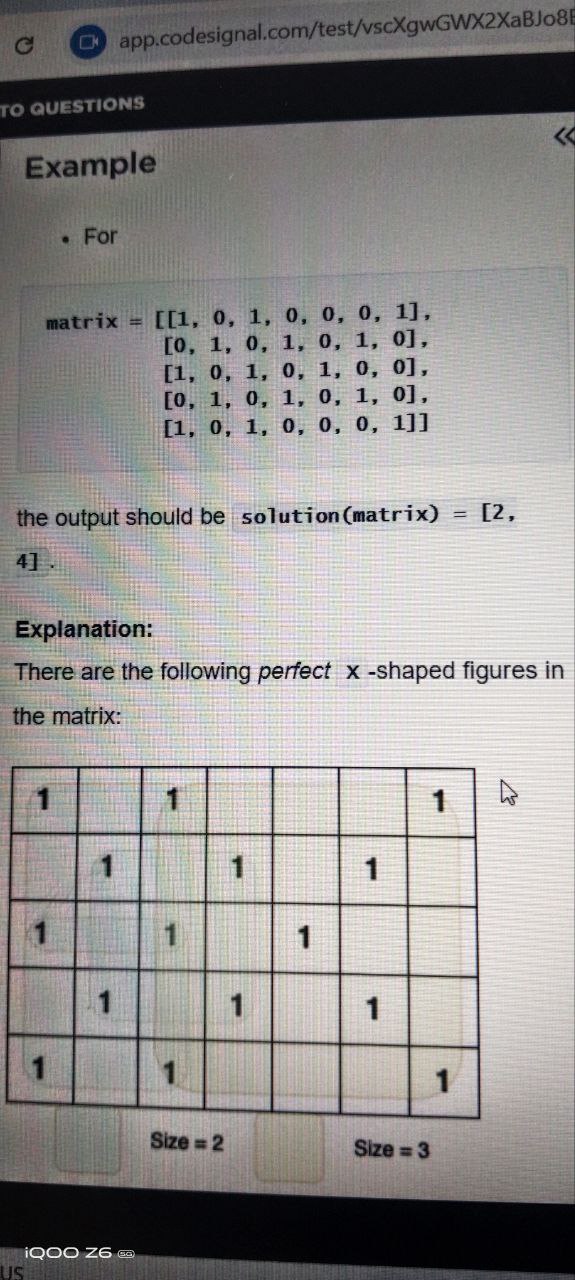 app.codesignal.com/test/vscXgwGWX2XaBJo8E
TO QUESTIONS
Example
• For
matrix = [[1, 0, 1, 0, 0, 0, 1],
[0, 1, 0, 1, 0, 1, 0],
[1, 0, 1, 0, 1, 0, 0],
[0, 1, 0, 1, 0, 1, 0],
[1, 0, 1, 0, 0, 0, 1]]
the output should be solution(matrix) = [2,
4] .
Explanation:
There are the following perfect x -shaped figures in
the matrix:
1 1 1
1 1 1
1 1 1
1 1 1
1 1 1
Size = 2 Size = 3
iQOO Z6 5G
US